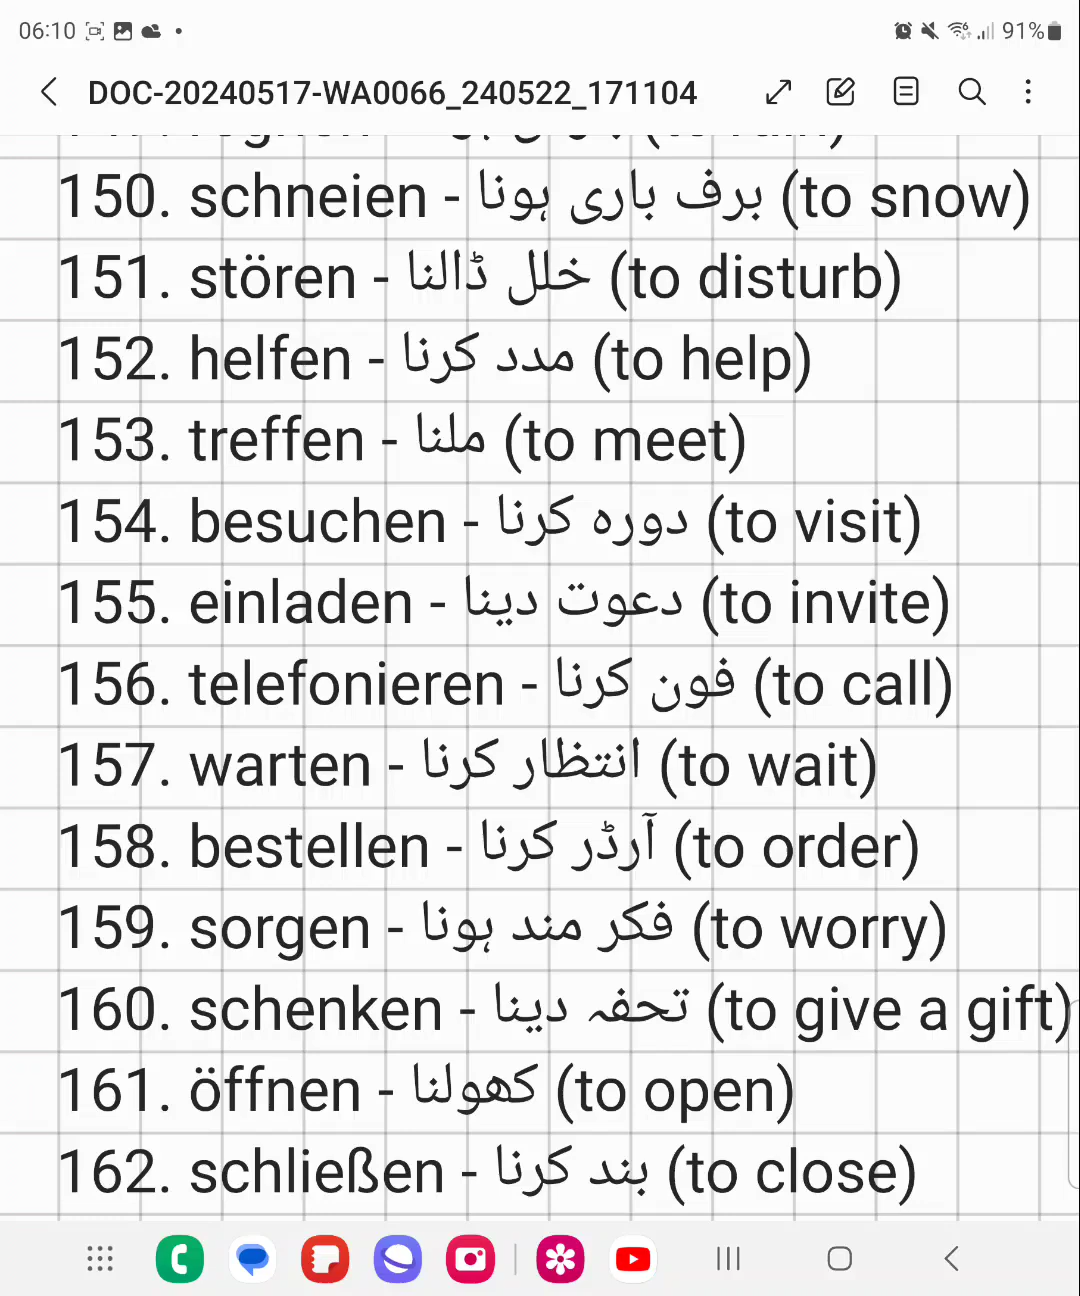 06:10
91%
DOC-20240517-WA0066_240522_171104
150. schneien - برف باری ہونا (to snow)
151. stören - خلل ڈالنا (to disturb)
152. helfen - مدد کرنا (to help)
153. treffen - ملنا (to meet)
154. besuchen - دورہ کرنا (to visit)
155. einladen - دعوت دینا (to invite)
156. telefonieren - فون کرنا (to call)
157. warten - انتظار کرنا (to wait)
158. bestellen - آرڈر کرنا (to order)
159. sorgen - فکر مند ہونا (to worry)
160. schenken - تحفہ دینا (to give a gift)
161. öffnen - کھولنا (to open)
162. schließen - بند کرنا (to close)